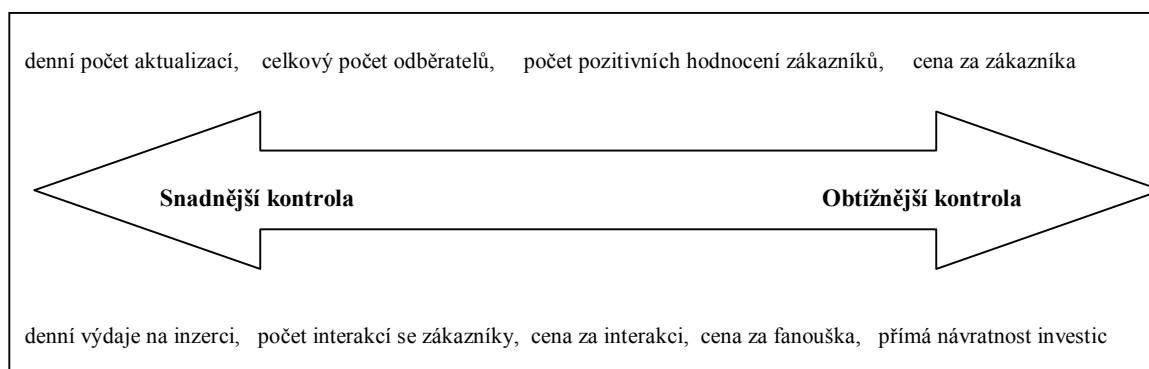 denní počet aktualizací, celkový počet odběratelů, počet pozitivních hodnocení zákazníků, cena za zákazníka
Snadnější kontrola Obtížnější kontrola
denní výdaje na inzerci, počet interakcí se zákazníky, cena za interakci, cena za fanouška, přímá návratnost investic